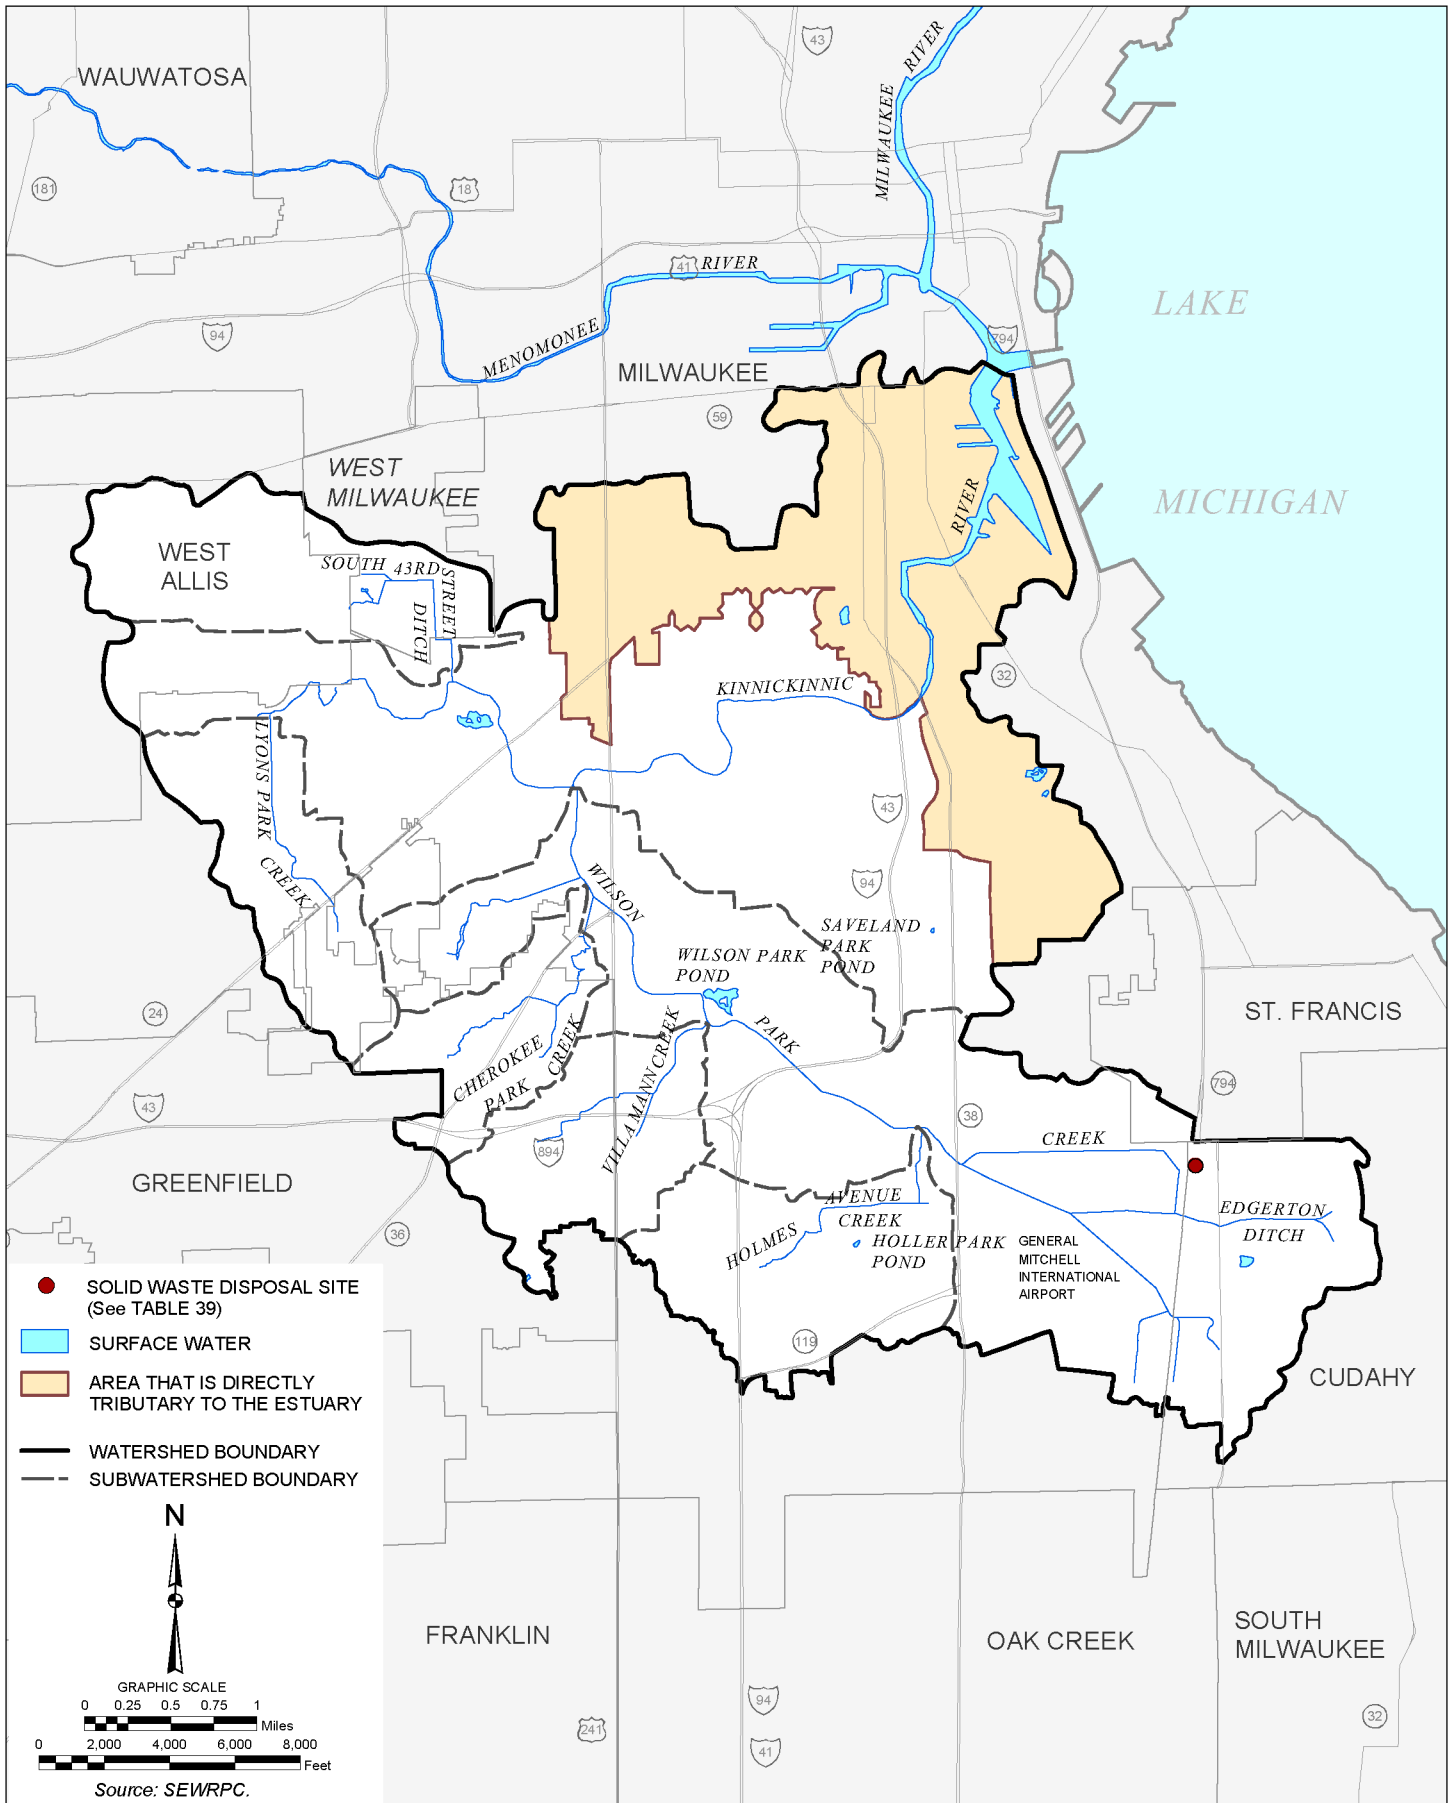 WAUWATOSA
43
MILWAUKEE RIVER
181
18
41
RIVER
MENOMONEE
94
794
LAKE
MICHIGAN
MILWAUKEE
59
WEST
MILWAUKEE
WEST
ALLIS
SOUTH 43RD
STREET
DITCH
RIVER
32
KINNICKINNIC
LYONS PARK
CREEK
43
94
WILSON
SAVELAND
PARK
POND
WILSON PARK
POND
24
ST. FRANCIS
PARK
CHEROKEE
PARK CREEK
VILLA MANN CREEK
43
894
38
794
CREEK
GREENFIELD
36
AVENUE
CREEK
HOLMES
HOLLER PARK
POND
EDGERTON
DITCH
GENERAL
MITCHELL
INTERNATIONAL
AIRPORT
119
CUDAHY
SOLID WASTE DISPOSAL SITE
(See TABLE 39)
SURFACE WATER
AREA THAT IS DIRECTLY
TRIBUTARY TO THE ESTUARY
WATERSHED BOUNDARY
SUBWATERSHED BOUNDARY
N
GRAPHIC SCALE
0 0.25 0.5 0.75 1
Miles
0 2,000 4,000 6,000 8,000
Feet
Source: SEWRPC.
FRANKLIN
OAK CREEK
SOUTH
MILWAUKEE
94
241
41
32